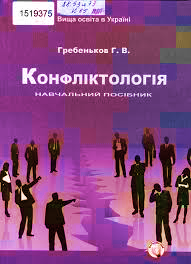 1519375
Вища освіта в Україні
Гребеньков Г. В.
КОНФЛІКТОЛОГІЯ
НАВЧАЛЬНИЙ ПОСІБНИК